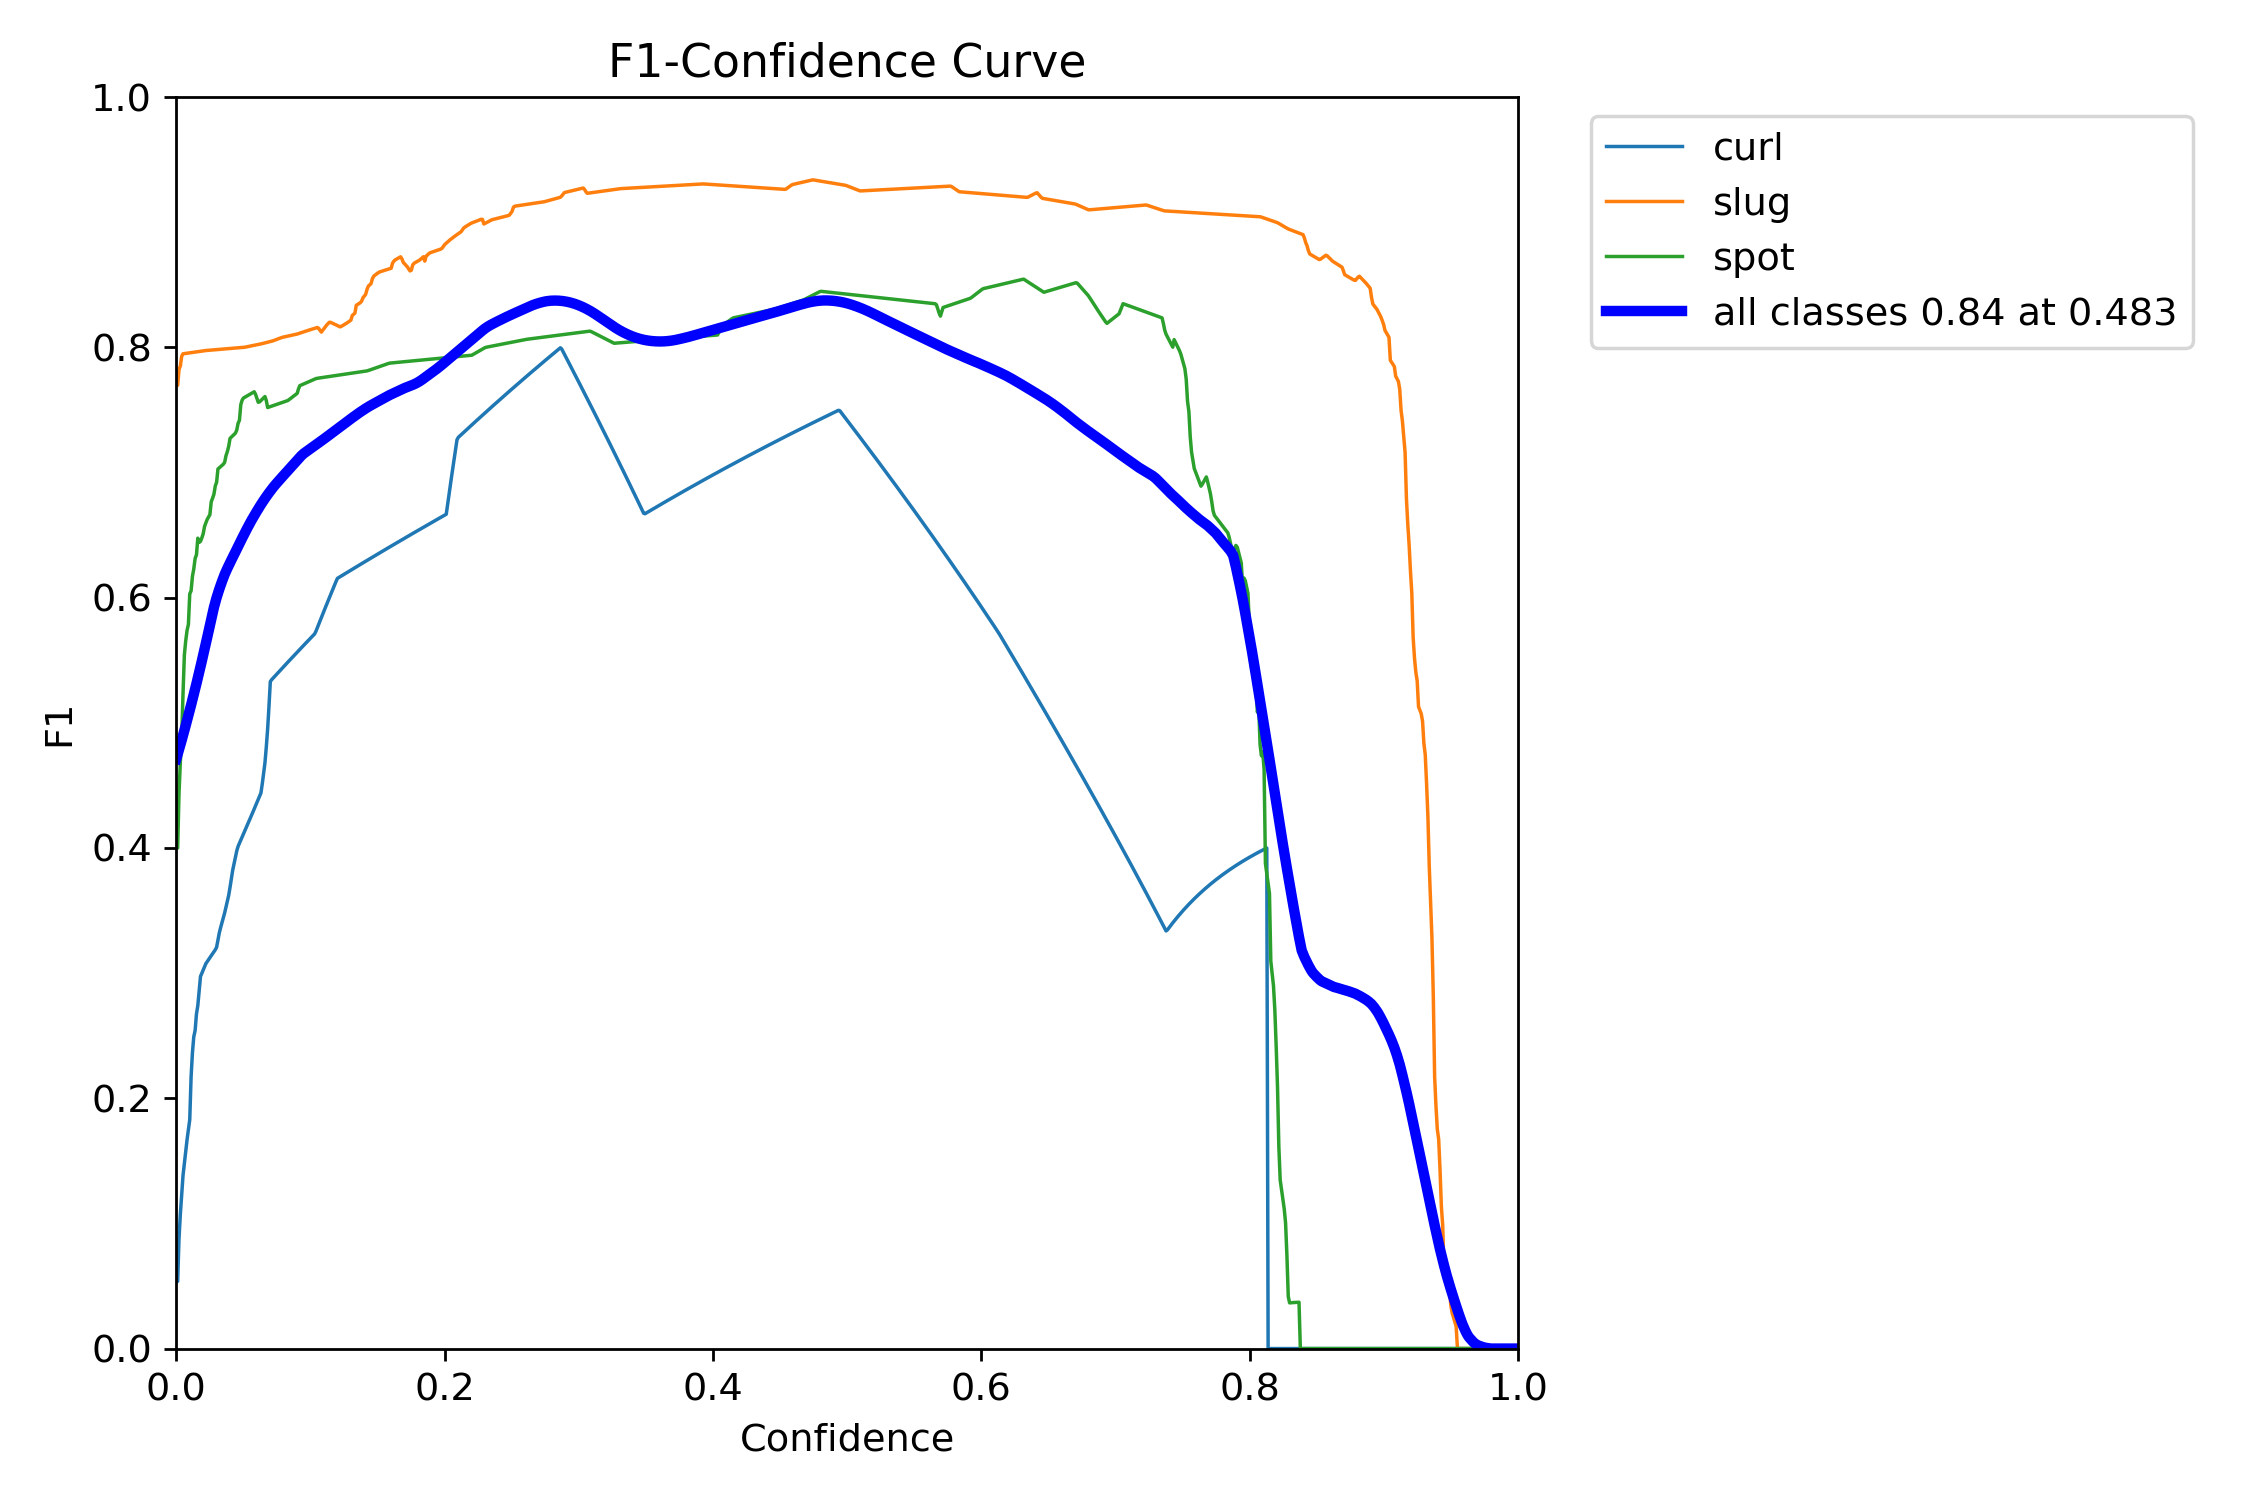 F1-Confidence Curve
1.0
0.8
0.6
0.4
0.2
0.0
F1
0.0 0.2 0.4 0.6 0.8 1.0
Confidence
curl
slug
spot
all classes 0.84 at 0.483